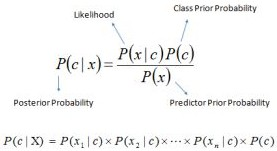 Likelihood
Class Prior Probability
P(c | x) = P(x | c)P(c) / P(x)
Posterior Probability
Predictor Prior Probability
P(c | X) = P(x₁ | c) × P(x₂ | c) × ··· × P(xₙ | c) × P(c)